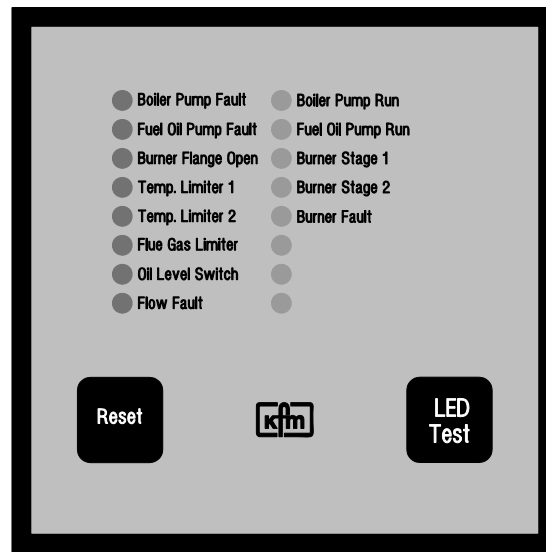 Boiler Pump Fault
Boiler Pump Run
Fuel Oil Pump Fault
Fuel Oil Pump Run
Burner Flange Open
Burner Stage 1
Temp. Limiter 1
Burner Stage 2
Temp. Limiter 2
Burner Fault
Flue Gas Limiter
Oil Level Switch
Flow Fault
Reset
kfm
LED
Test